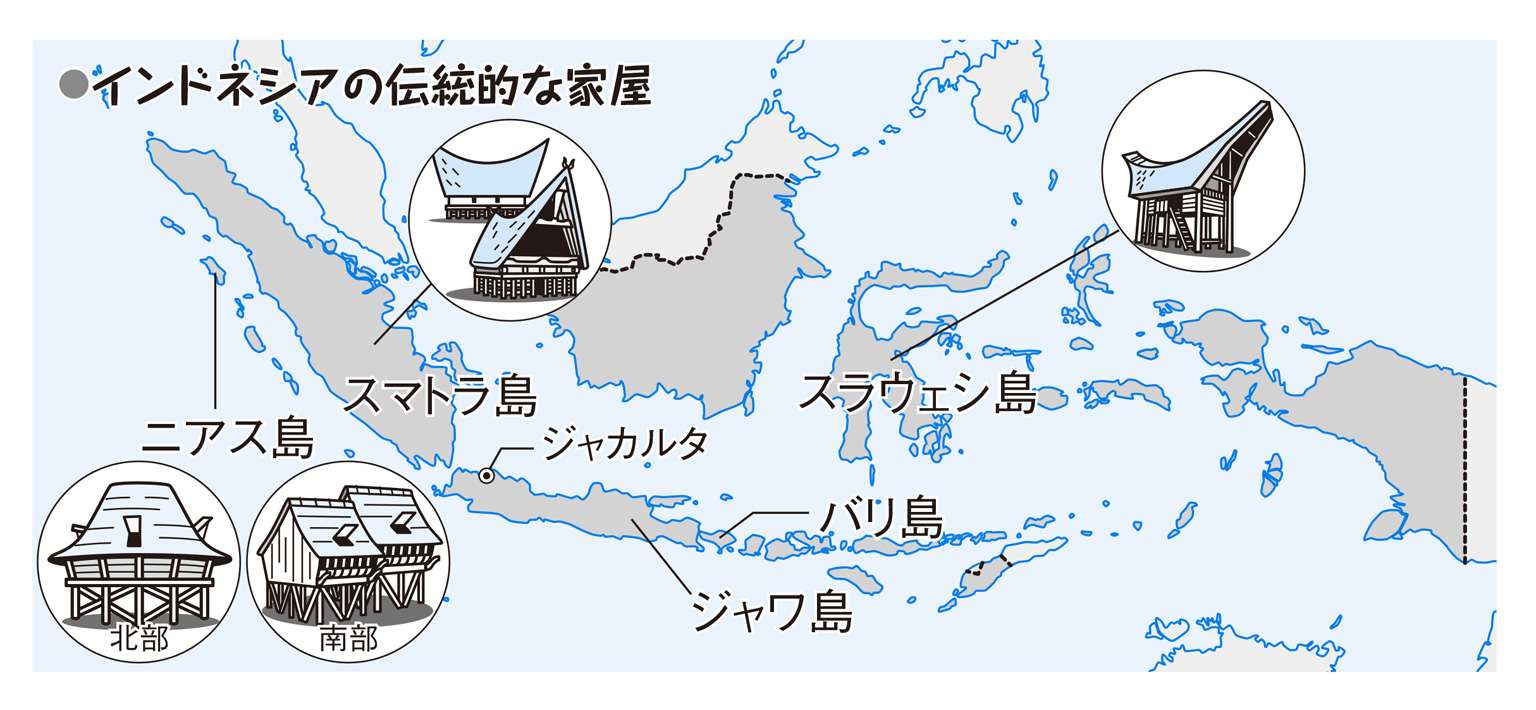 ●インドネシアの伝統的な家屋
スマトラ島
スラウェシ島
ニアス島
ジャカルタ
バリ島
ジャワ島
北部
南部